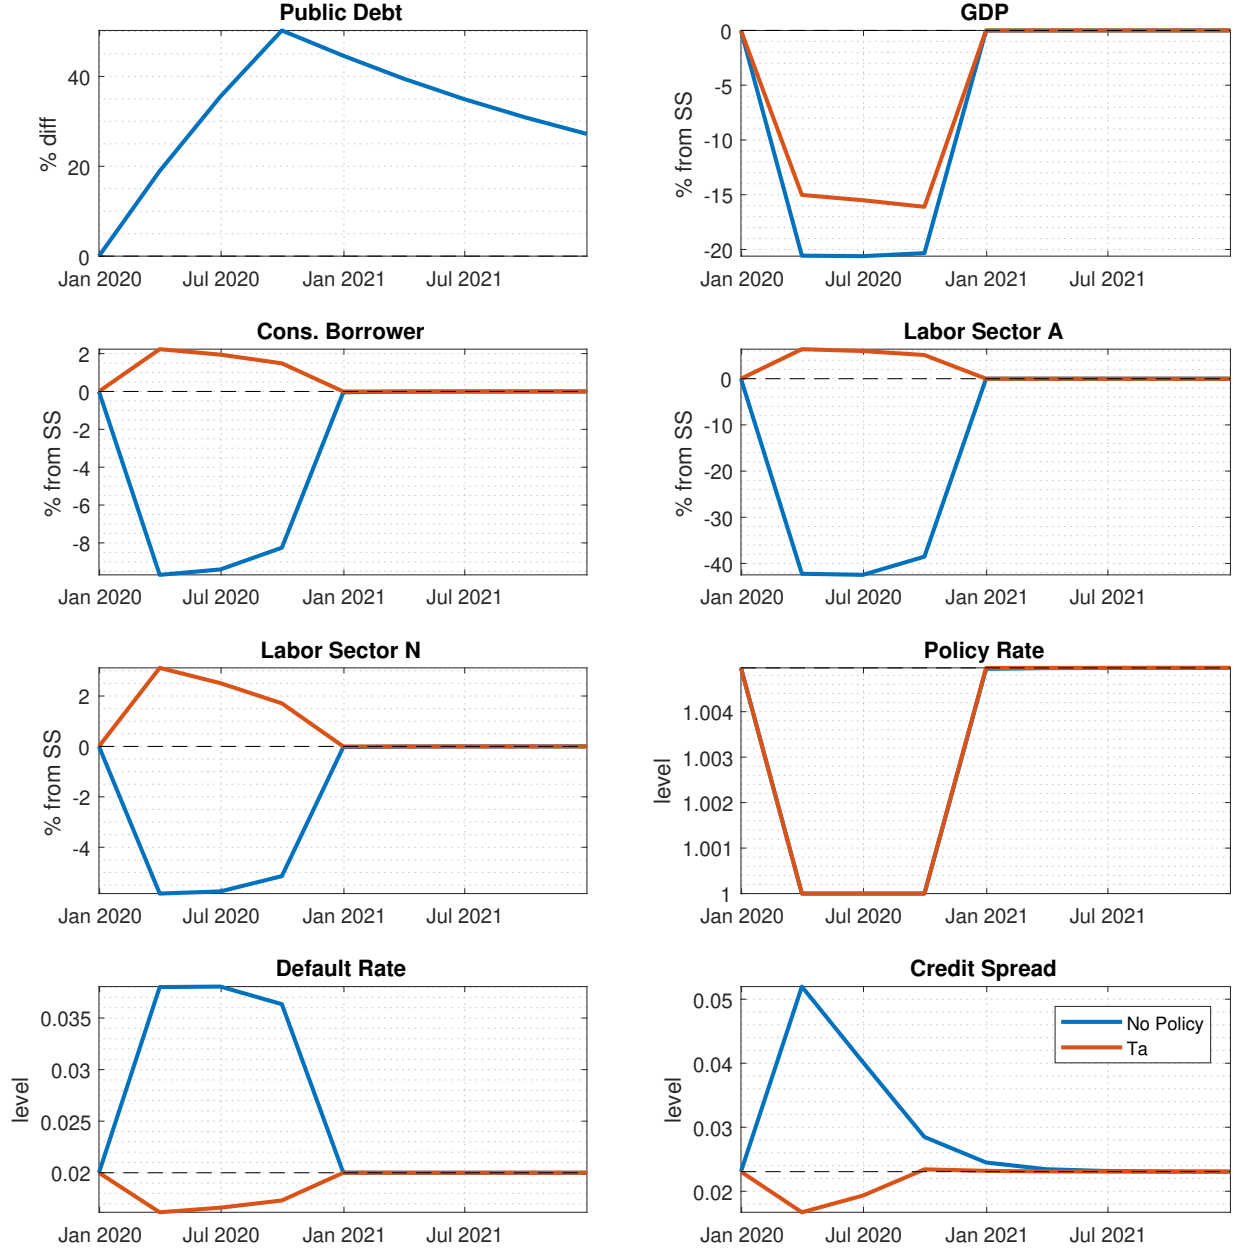 Public Debt
% diff
40
20
0
Jan 2020 Jul 2020 Jan 2021 Jul 2021
GDP
% from SS
0
-5
-10
-15
-20
Jan 2020 Jul 2020 Jan 2021 Jul 2021
Cons. Borrower
% from SS
2
0
-2
-4
-6
-8
Jan 2020 Jul 2020 Jan 2021 Jul 2021
Labor Sector A
% from SS
0
-10
-20
-30
-40
Jan 2020 Jul 2020 Jan 2021 Jul 2021
Labor Sector N
% from SS
2
0
-2
-4
Jan 2020 Jul 2020 Jan 2021 Jul 2021
Policy Rate
level
1.004
1.003
1.002
1.001
1
Jan 2020 Jul 2020 Jan 2021 Jul 2021
Default Rate
level
0.035
0.03
0.025
0.02
Jan 2020 Jul 2020 Jan 2021 Jul 2021
Credit Spread
level
0.05
0.04
0.03
0.02
No Policy
Ta
Jan 2020 Jul 2020 Jan 2021 Jul 2021